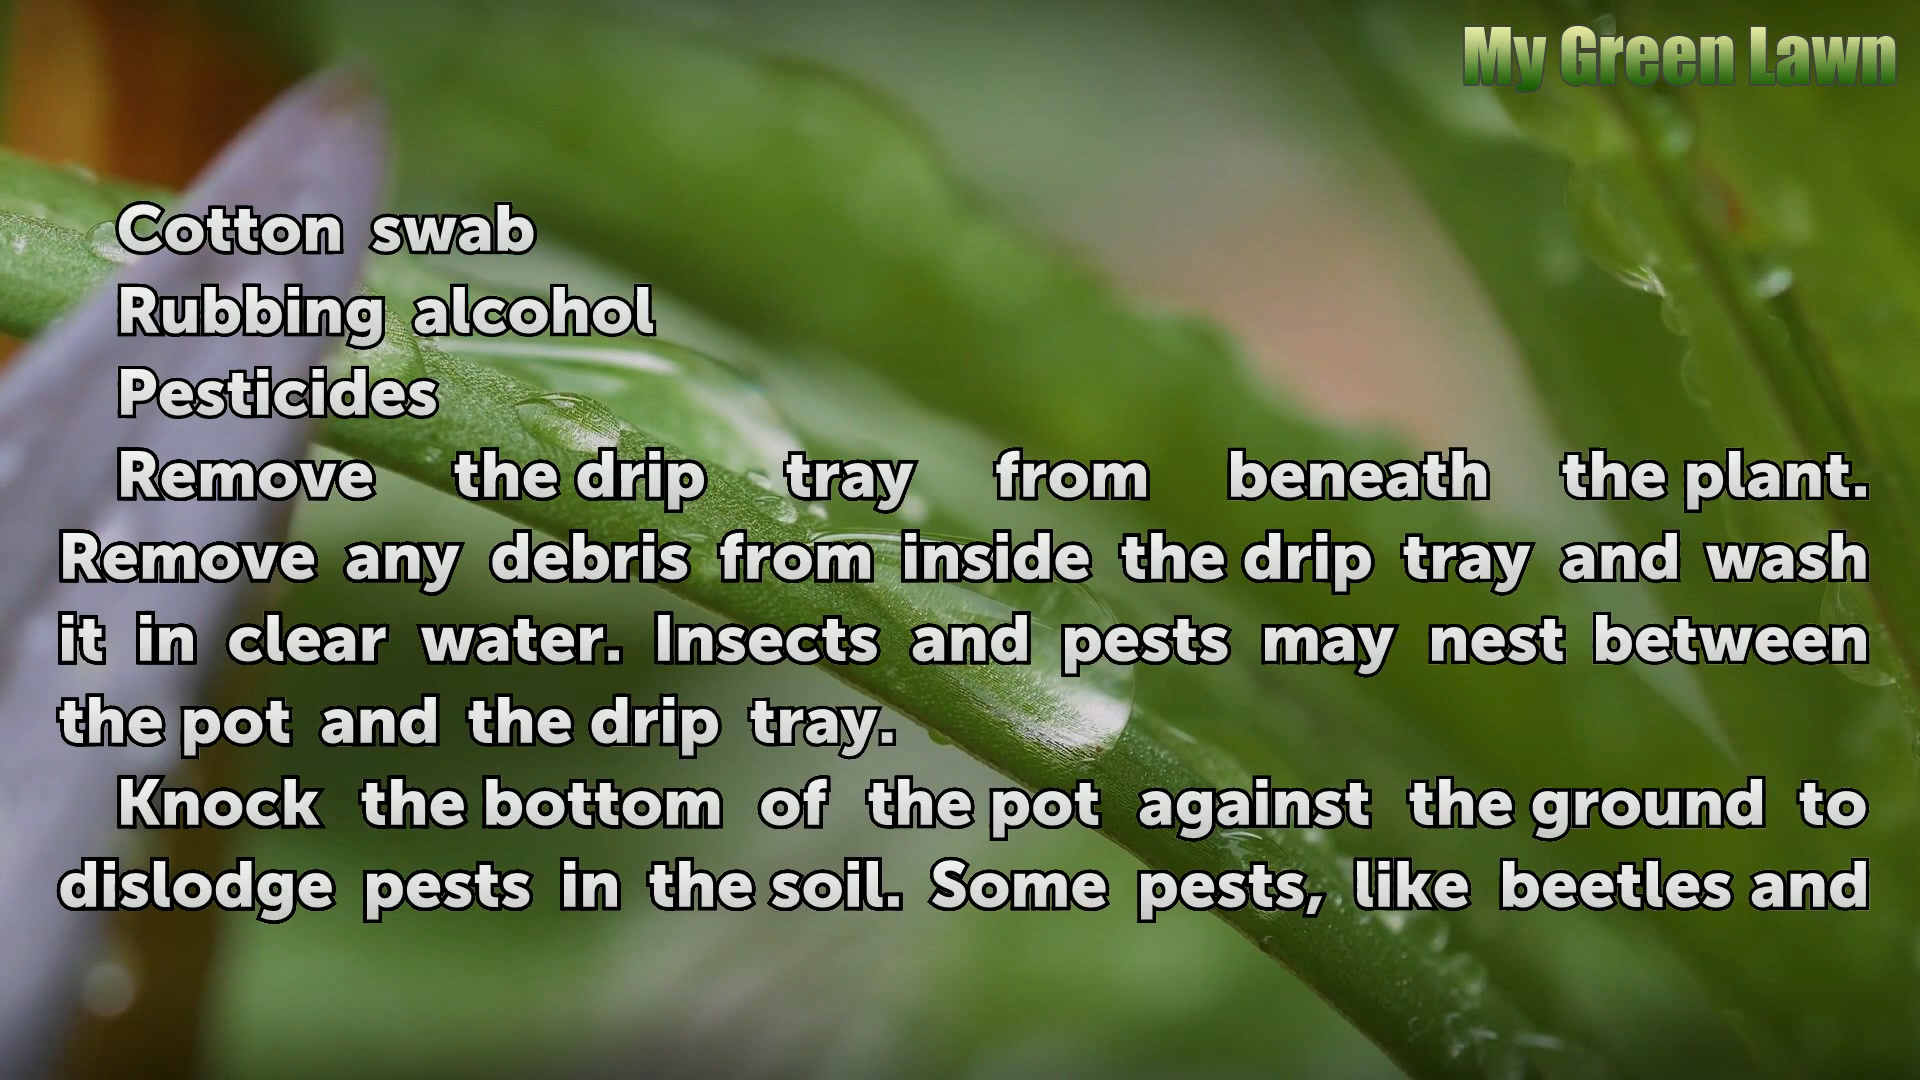 My Green Lawn
Cotton swab
Rubbing alcohol
Pesticides
Remove the drip tray from beneath the plant.
Remove any debris from inside the drip tray and wash
it in clear water. Insects and pests may nest between
the pot and the drip tray.
Knock the bottom of the pot against the ground to
dislodge pests in the soil. Some pests, like beetles and